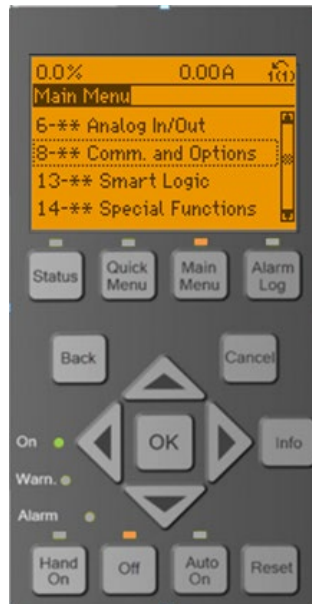 0.0% 0.00A 1(1)
Main Menu
6-** Analog In/Out
8-** Comm. and Options
13-** Smart Logic
14-** Special Functions
Status Quick Menu Main Menu Alarm Log
Back Cancel
OK
On Info
Warn.
Alarm
Hand On Off Auto On Reset